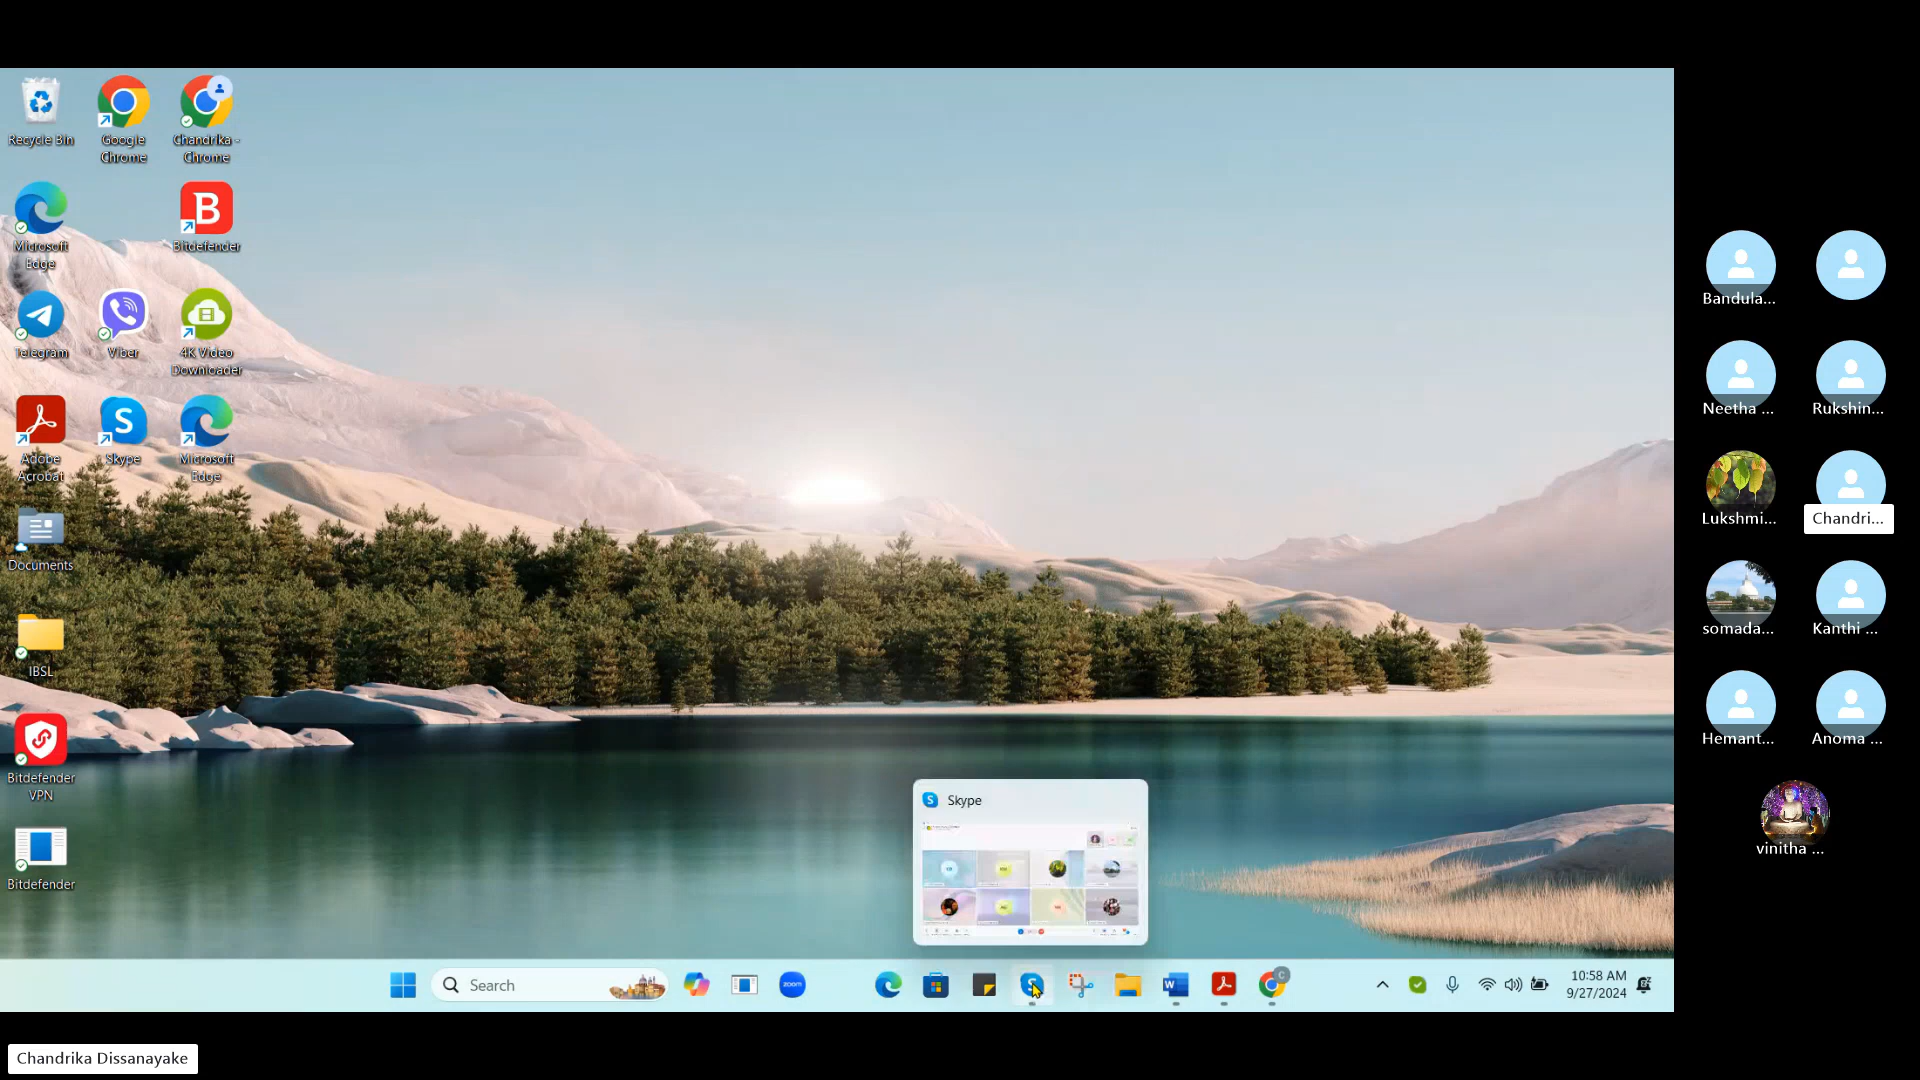 Recycle Bin
Google
Chrome
Chandrika -
Chrome
Microsoft
Edge
Bitdefender
Telegram
Viber
4K Video
Downloader
Adobe
Acrobat
Skype
Microsoft
Edge
Documents
IBSL
Bitdefender
VPN
Bitdefender
Skype
Search
zoom
10:58 AM
9/27/2024
Bandula...
Neetha ...
Rukshin...
Lukshmi...
Chandri...
somada...
Kanthi ...
Hemant...
Anoma ...
vinitha ...
Chandrika Dissanayake